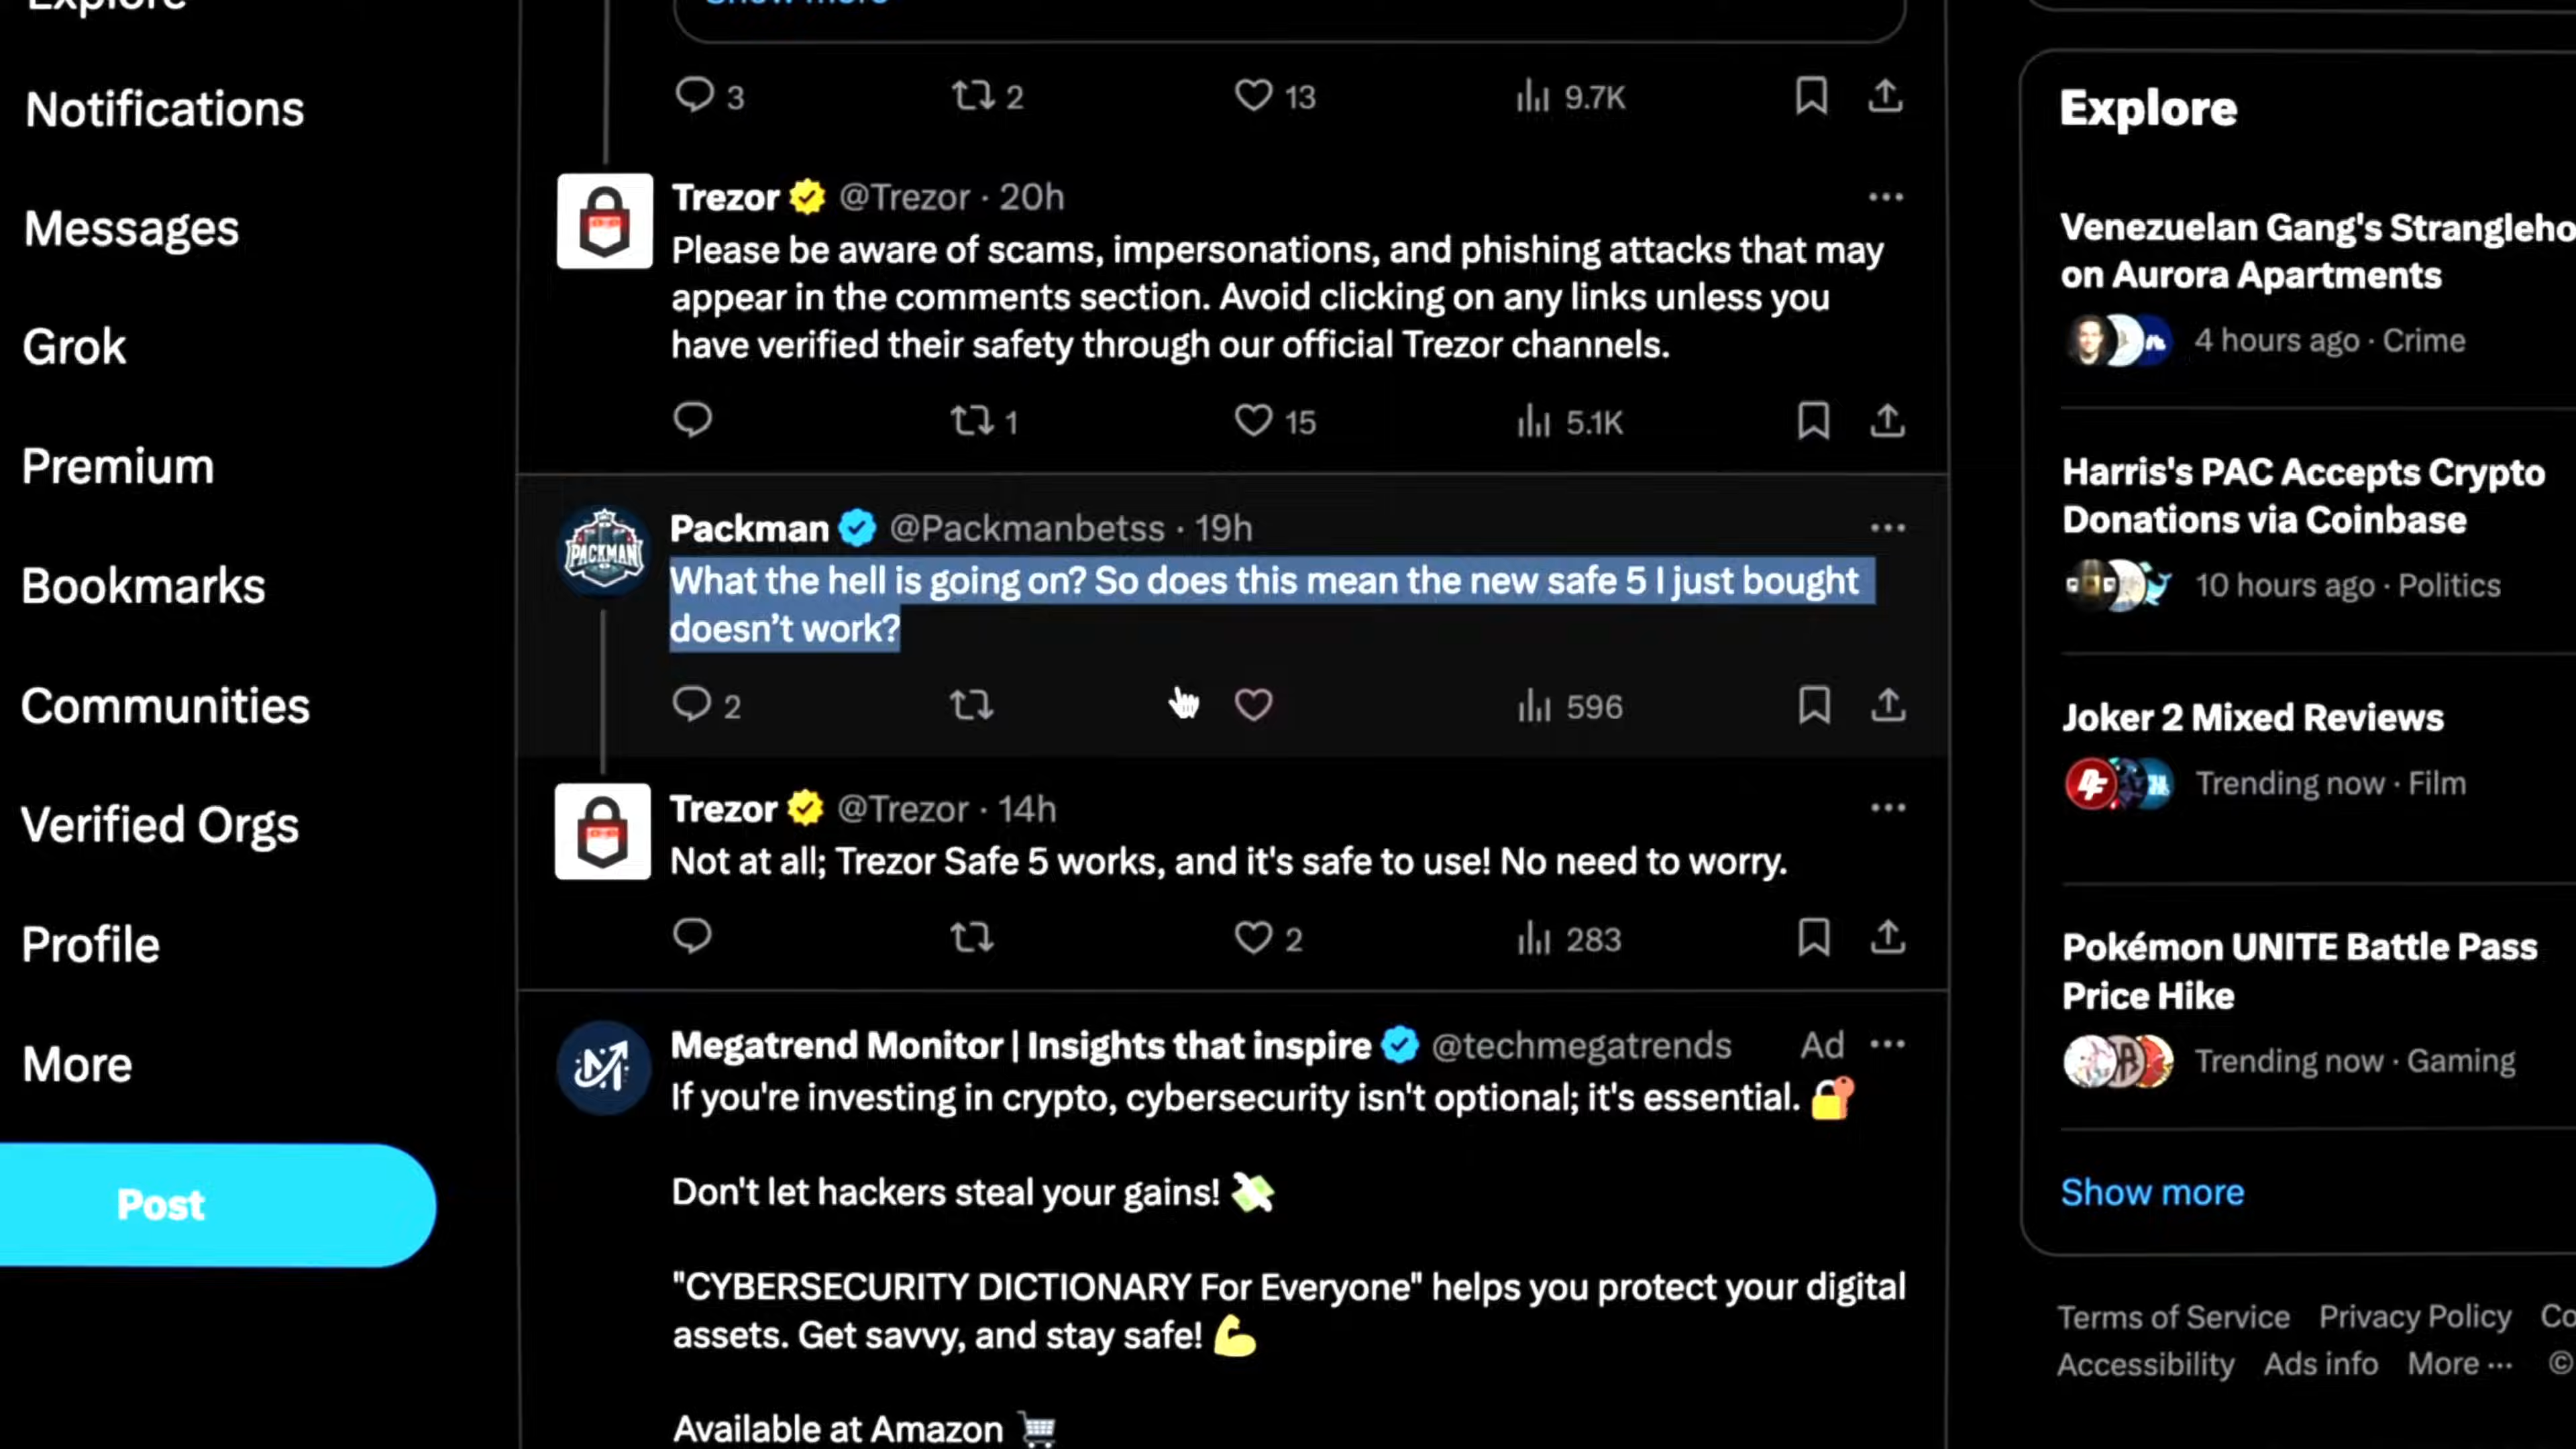 Explore
Notifications
Messages
Grok
Premium
Bookmarks
Communities
Verified Orgs
Profile
More
Post
Show more
3 2 13 9.7K
Trezor @Trezor · 20h
Please be aware of scams, impersonations, and phishing attacks that may
appear in the comments section. Avoid clicking on any links unless you
have verified their safety through our official Trezor channels.
1 15 5.1K
PACKMAN
Packman @Packmanbetss · 19h
What the hell is going on? So does this mean the new safe 5 I just bought
doesn’t work?
2 596
Trezor @Trezor · 14h
Not at all; Trezor Safe 5 works, and it's safe to use! No need to worry.
2 283
Megatrend Monitor | Insights that inspire @techmegatrends Ad
If you're investing in crypto, cybersecurity isn't optional; it's essential. 🔐
Don't let hackers steal your gains! 💸
"CYBERSECURITY DICTIONARY For Everyone" helps you protect your digital
assets. Get savvy, and stay safe! 💪
Available at Amazon 🛒
Explore
Venezuelan Gang's Strangleho
on Aurora Apartments
4 hours ago · Crime
Harris's PAC Accepts Crypto
Donations via Coinbase
10 hours ago · Politics
Joker 2 Mixed Reviews
Trending now · Film
Pokémon UNITE Battle Pass
Price Hike
Trending now · Gaming
Show more
Terms of Service Privacy Policy Co
Accessibility Ads info More ··· ©